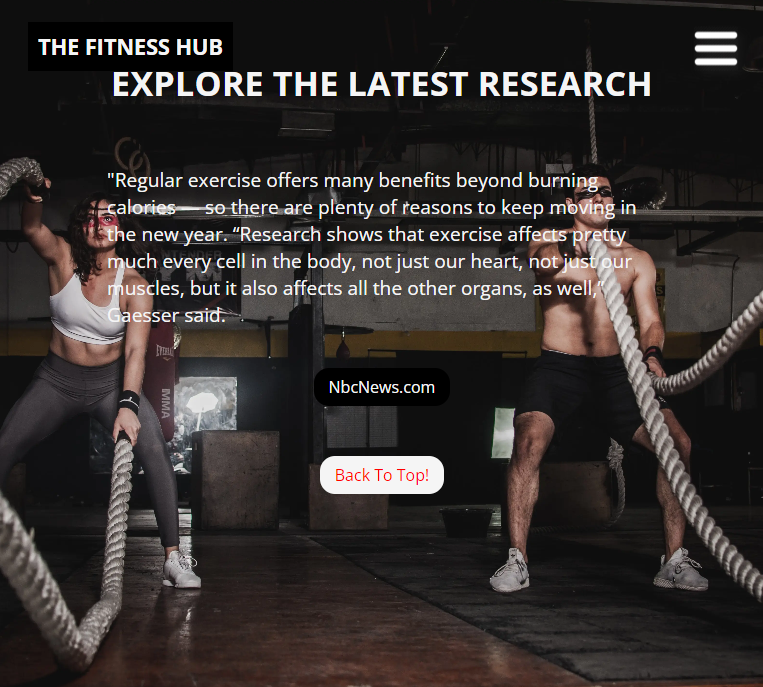 THE FITNESS HUB
EXPLORE THE LATEST RESEARCH
"Regular exercise offers many benefits beyond burning
calories — so there are plenty of reasons to keep moving in
the new year. “Research shows that exercise affects pretty
much every cell in the body, not just our heart, not just our
muscles, but it also affects all the other organs, as well,”
Gaesser said.
EVERLAST
MMA
NbcNews.com
Back To Top!